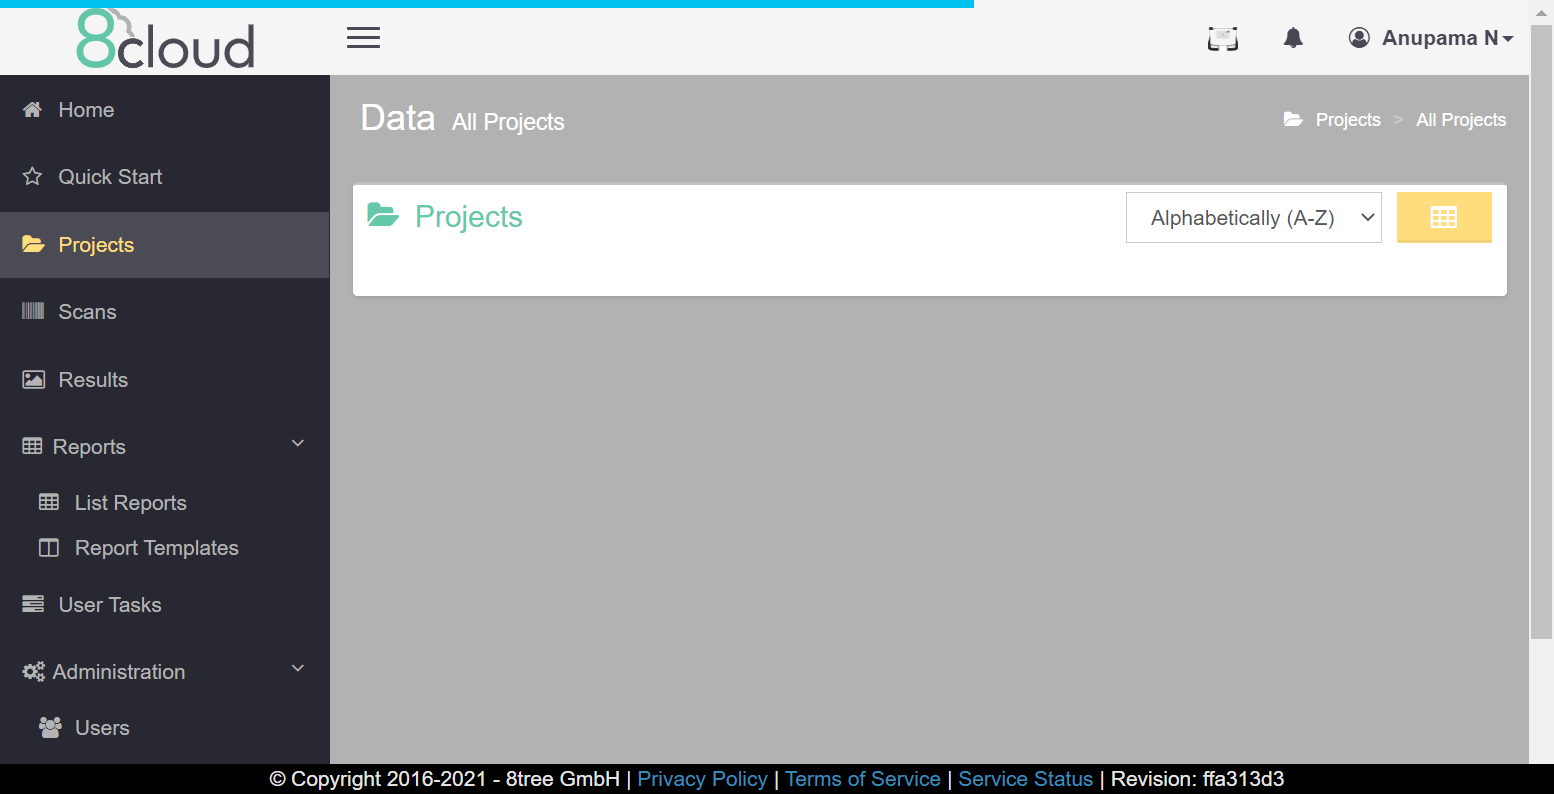 8cloud
Anupama N
Home
Quick Start
Projects
Scans
Results
Reports
List Reports
Report Templates
User Tasks
Administration
Users
Data All Projects
Projects > All Projects
Projects
Alphabetically (A-Z)
© Copyright 2016-2021 - 8tree GmbH | Privacy Policy | Terms of Service | Service Status | Revision: ffa313d3